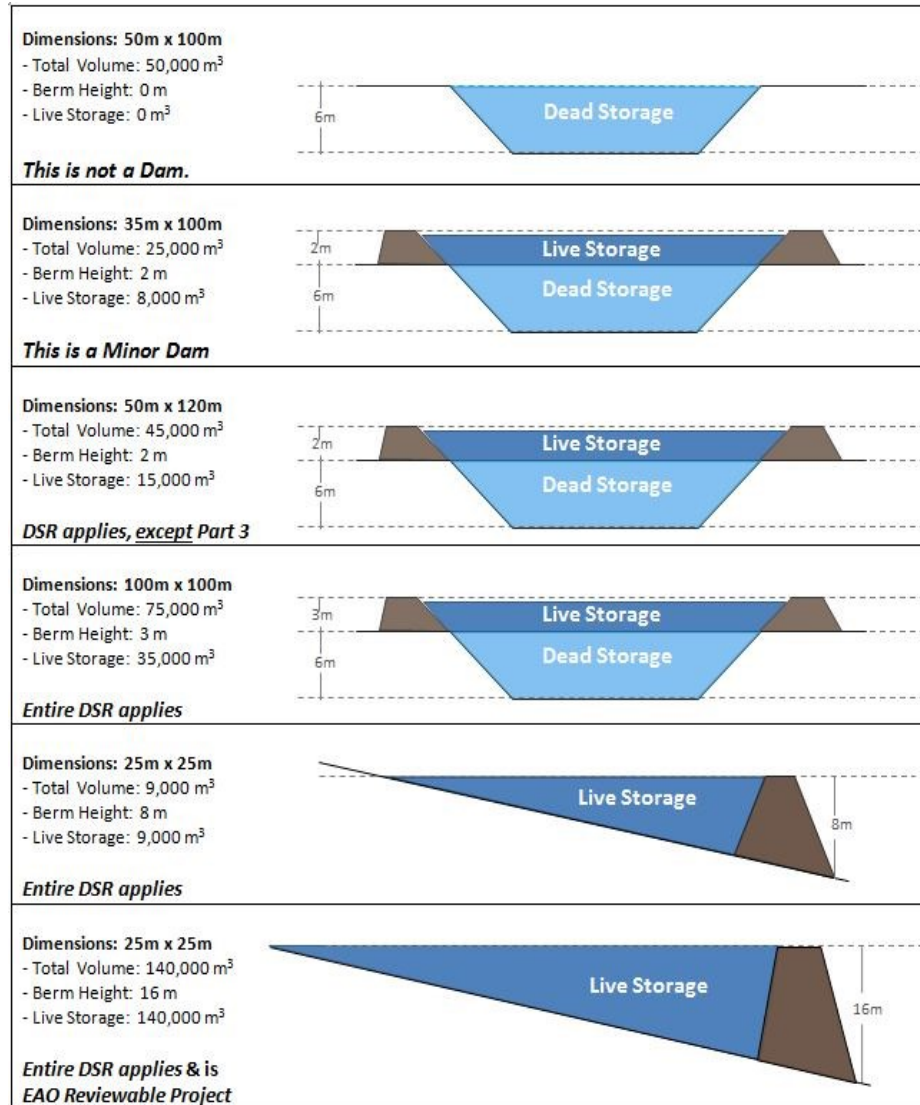 Dimensions: 50m x 100m
- Total Volume: 50,000 m³
- Berm Height: 0 m
- Live Storage: 0 m³
This is not a Dam.
6m
Dead Storage
Dimensions: 35m x 100m
- Total Volume: 25,000 m³
- Berm Height: 2 m
- Live Storage: 8,000 m³
This is a Minor Dam
2m
Live Storage
6m
Dead Storage
Dimensions: 50m x 120m
- Total Volume: 45,000 m³
- Berm Height: 2 m
- Live Storage: 15,000 m³
DSR applies, except Part 3
2m
Live Storage
6m
Dead Storage
Dimensions: 100m x 100m
- Total Volume: 75,000 m³
- Berm Height: 3 m
- Live Storage: 35,000 m³
Entire DSR applies
3m
Live Storage
6m
Dead Storage
Dimensions: 25m x 25m
- Total Volume: 9,000 m³
- Berm Height: 8 m
- Live Storage: 9,000 m³
Entire DSR applies
Live Storage
8m
Dimensions: 25m x 25m
- Total Volume: 140,000 m³
- Berm Height: 16 m
- Live Storage: 140,000 m³
Entire DSR applies & is
EAO Reviewable Project
Live Storage
16m